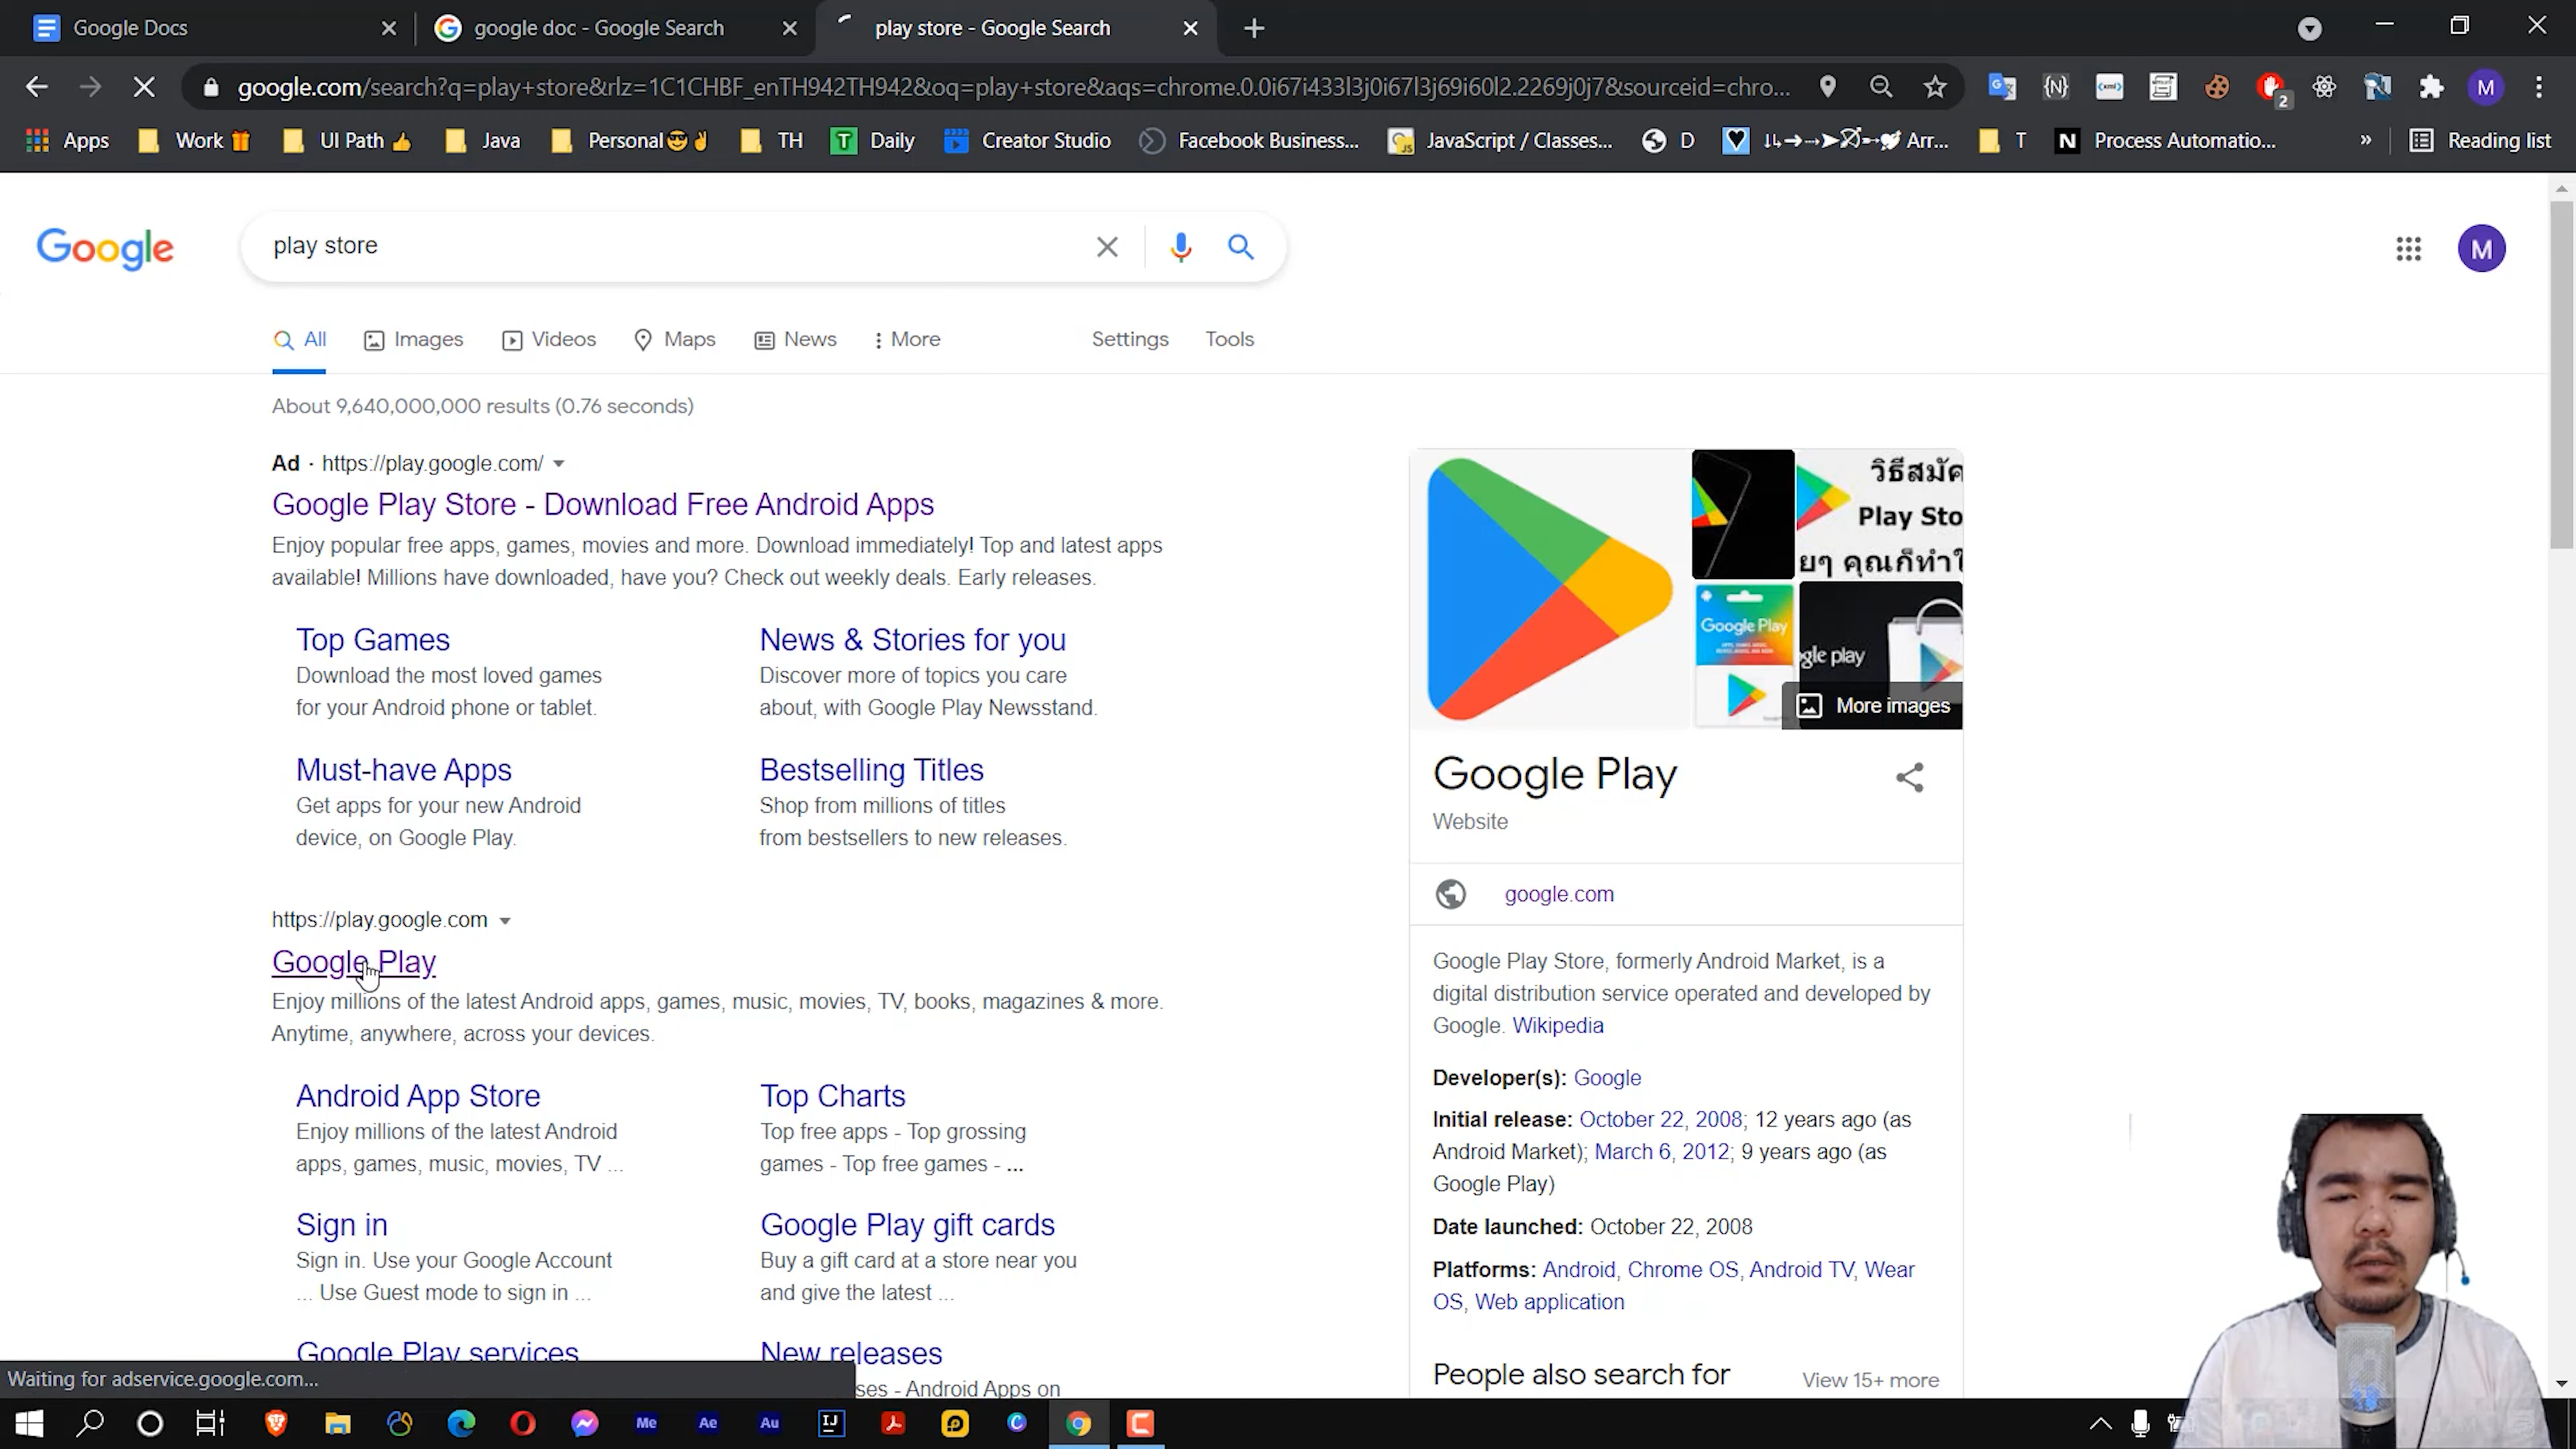 Google Docs
google doc - Google Search
play store - Google Search
google.com/search?q=play+store&rlz=1C1CHBF_enTH942TH942&oq=play+store&aqs=chrome.0.0i67i433l3j0i67l3j69i60l2.2269j0j7&sourceid=chro...
2
M
Apps
Work
UI Path
Java
Personal
TH
T Daily
Creator Studio
Facebook Business...
JavaScript / Classes...
D
Arr...
T
N Process Automatio...
»
Reading list
Google
play store
M
All
Images
Videos
Maps
News
More
Settings
Tools
About 9,640,000,000 results (0.76 seconds)
Ad · https://play.google.com/
Google Play Store - Download Free Android Apps
Enjoy popular free apps, games, movies and more. Download immediately! Top and latest apps
available! Millions have downloaded, have you? Check out weekly deals. Early releases.
Top Games
Download the most loved games
for your Android phone or tablet.
News & Stories for you
Discover more of topics you care
about, with Google Play Newsstand.
Must-have Apps
Get apps for your new Android
device, on Google Play.
Bestselling Titles
Shop from millions of titles
from bestsellers to new releases.
https://play.google.com
Google Play
Enjoy millions of the latest Android apps, games, music, movies, TV, books, magazines & more.
Anytime, anywhere, across your devices.
Android App Store
Enjoy millions of the latest Android
apps, games, music, movies, TV ...
Top Charts
Top free apps - Top grossing
games - Top free games - ...
Sign in
Sign in. Use your Google Account
... Use Guest mode to sign in ...
Google Play gift cards
Buy a gift card at a store near you
and give the latest ...
Google Play services
New releases
ses - Android Apps on
Waiting for adservice.google.com...
วิธีสมัค
Play Sto
ยๆ คุณก็ทำ
Google Play
gle play
More images
Google Play
Website
google.com
Google Play Store, formerly Android Market, is a
digital distribution service operated and developed by
Google. Wikipedia
Developer(s): Google
Initial release: October 22, 2008; 12 years ago (as
Android Market); March 6, 2012; 9 years ago (as
Google Play)
Date launched: October 22, 2008
Platforms: Android, Chrome OS, Android TV, Wear
OS, Web application
People also search for
View 15+ more
Me
Ae
Au
IJ